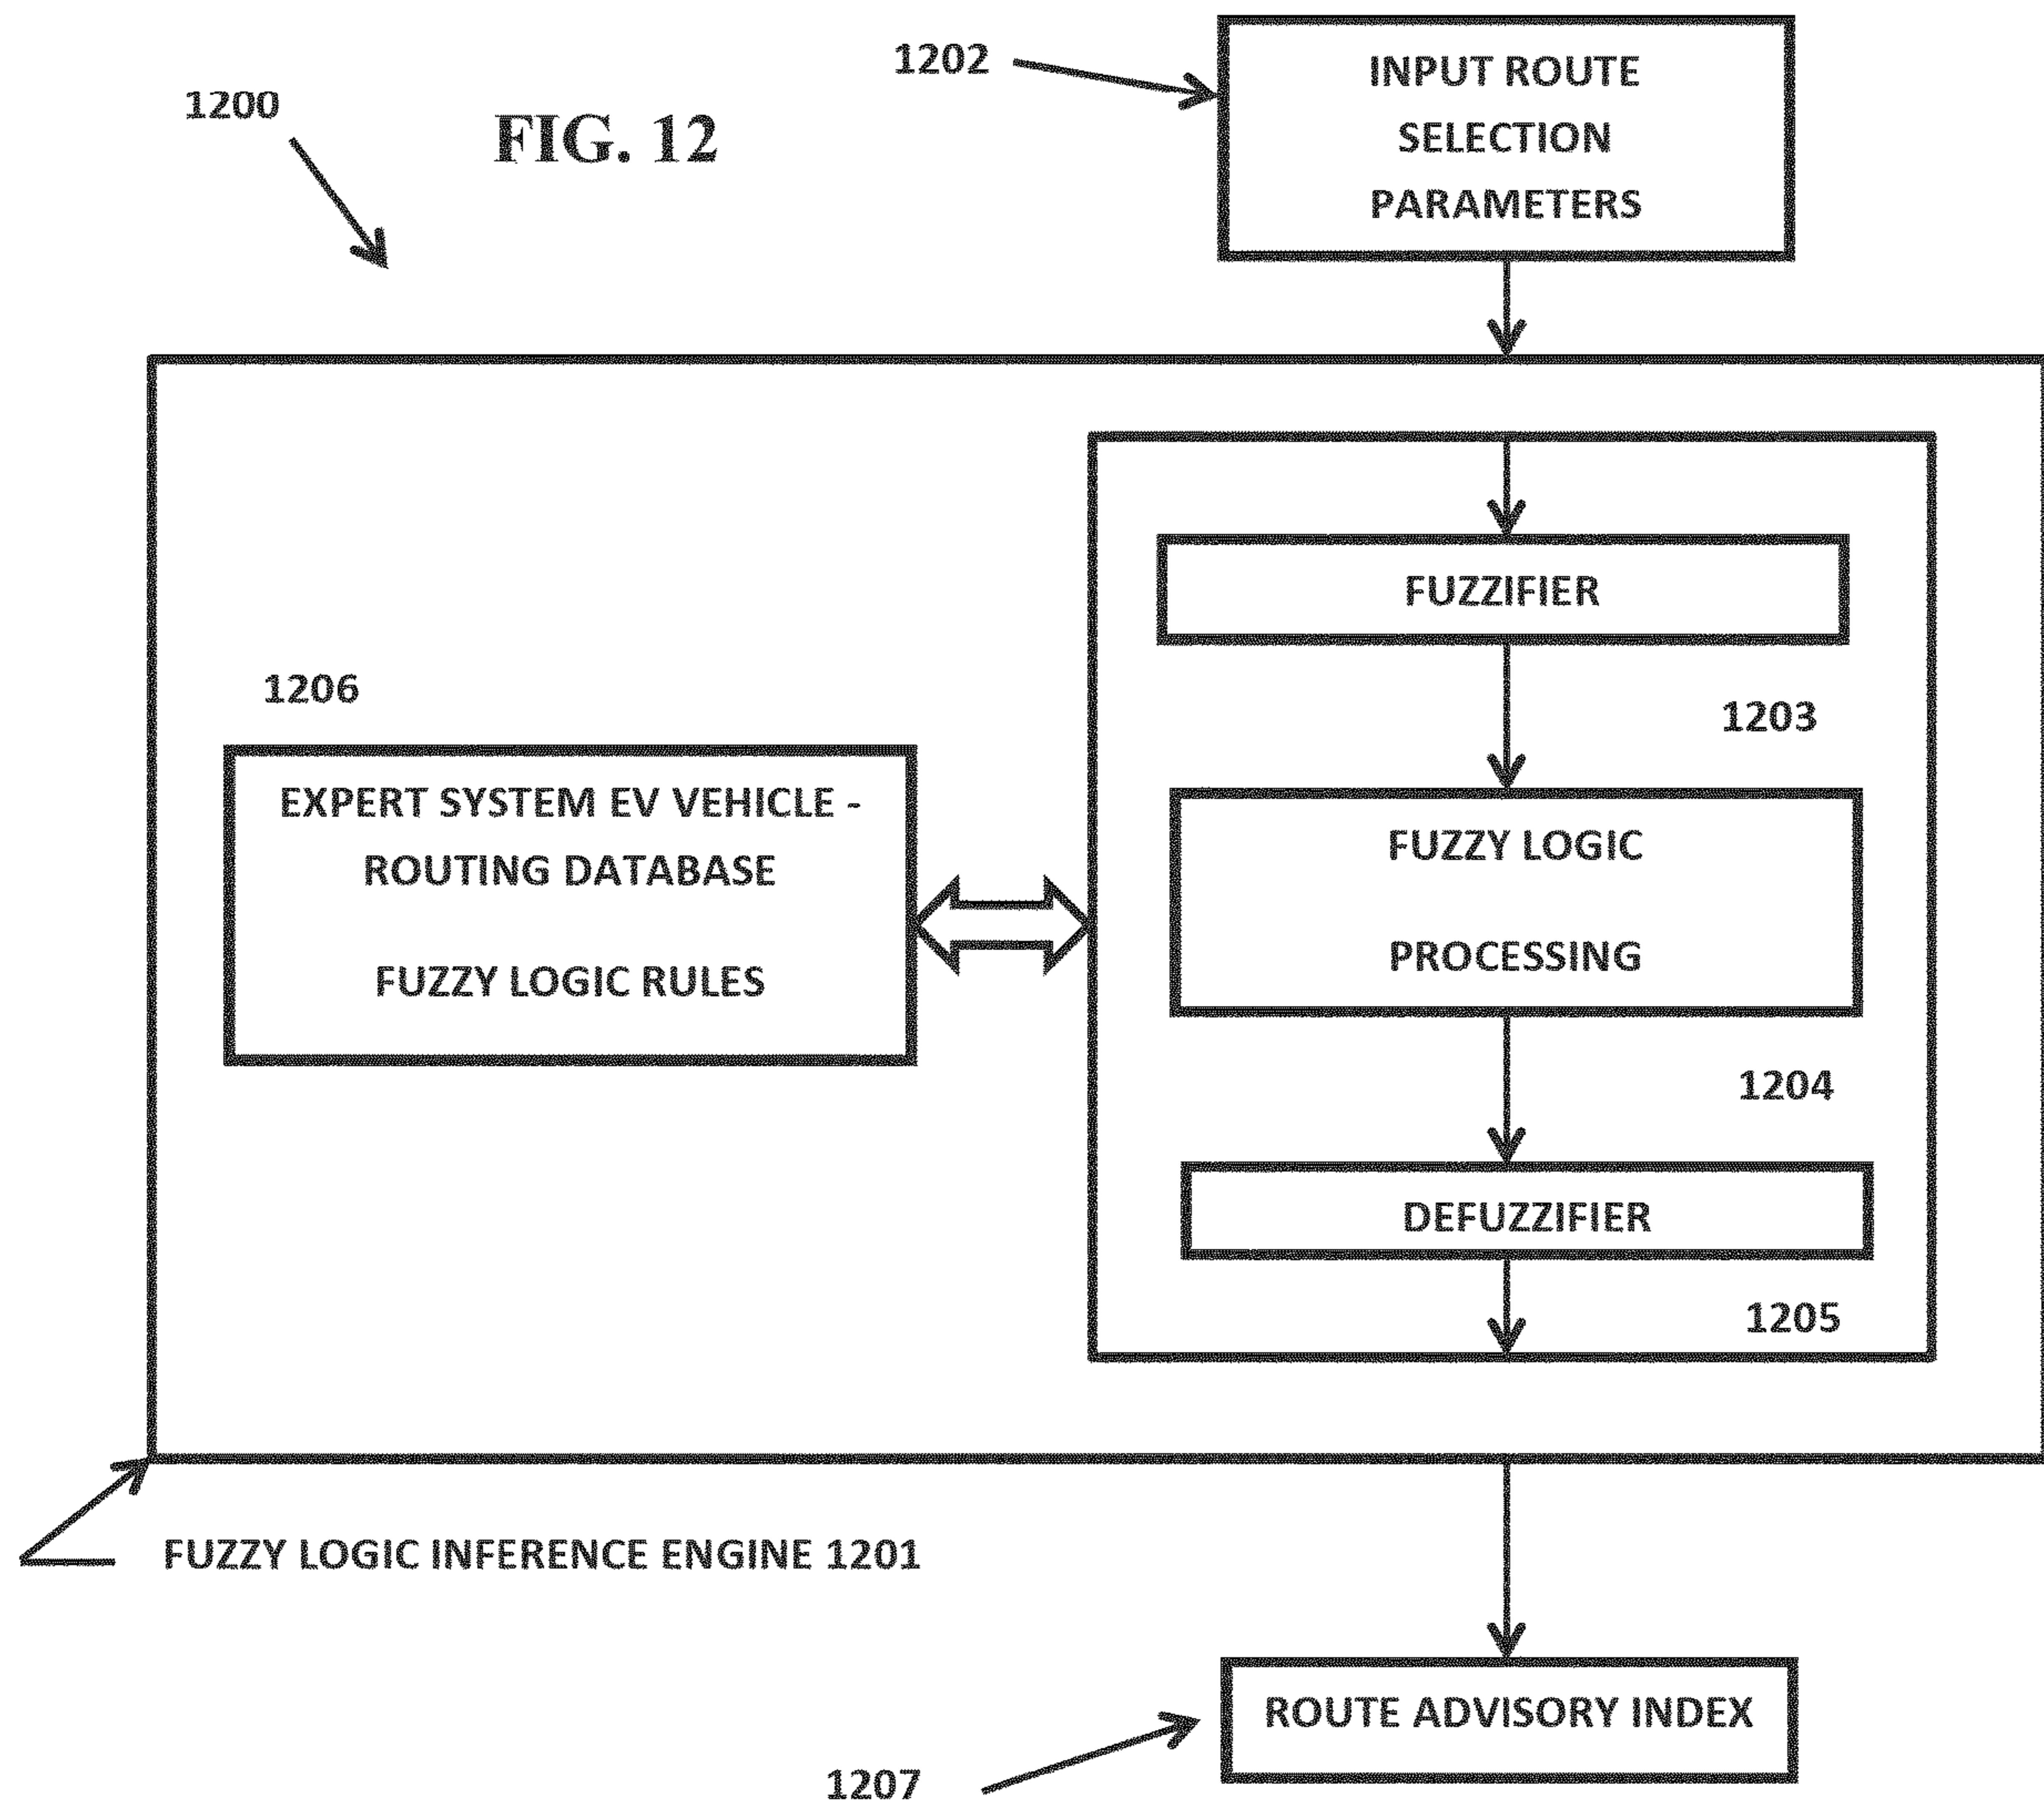 1202
INPUT ROUTE
SELECTION
PARAMETERS
1200
FIG. 12
FUZZIFIER
1203
1206
EXPERT SYSTEM EV VEHICLE -
ROUTING DATABASE
FUZZY LOGIC RULES
FUZZY LOGIC
PROCESSING
1204
DEFUZZIFIER
1205
FUZZY LOGIC INFERENCE ENGINE 1201
ROUTE ADVISORY INDEX
1207